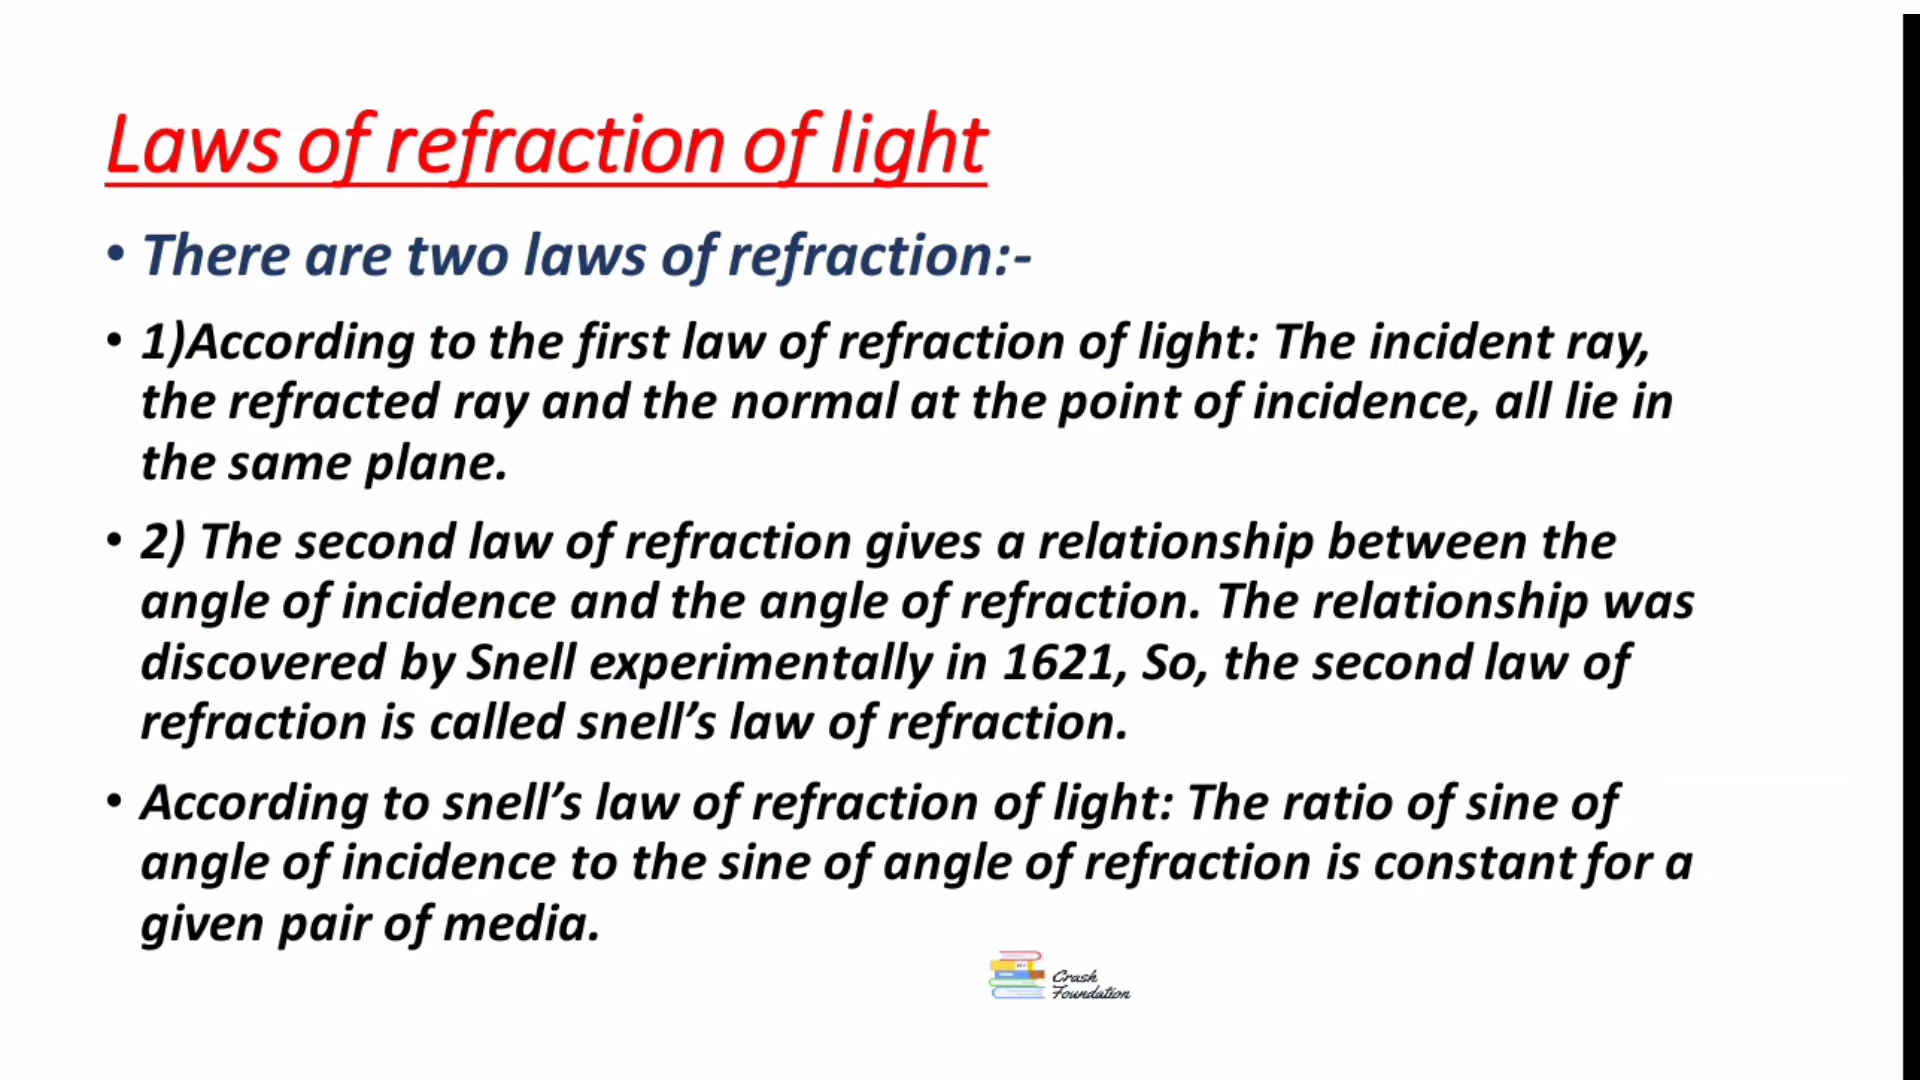 Laws of refraction of light
• There are two laws of refraction:-
• 1)According to the first law of refraction of light: The incident ray,
the refracted ray and the normal at the point of incidence, all lie in
the same plane.
• 2) The second law of refraction gives a relationship between the
angle of incidence and the angle of refraction. The relationship was
discovered by Snell experimentally in 1621, So, the second law of
refraction is called snell’s law of refraction.
• According to snell’s law of refraction of light: The ratio of sine of
angle of incidence to the sine of angle of refraction is constant for a
given pair of media.
Crash
Foundation